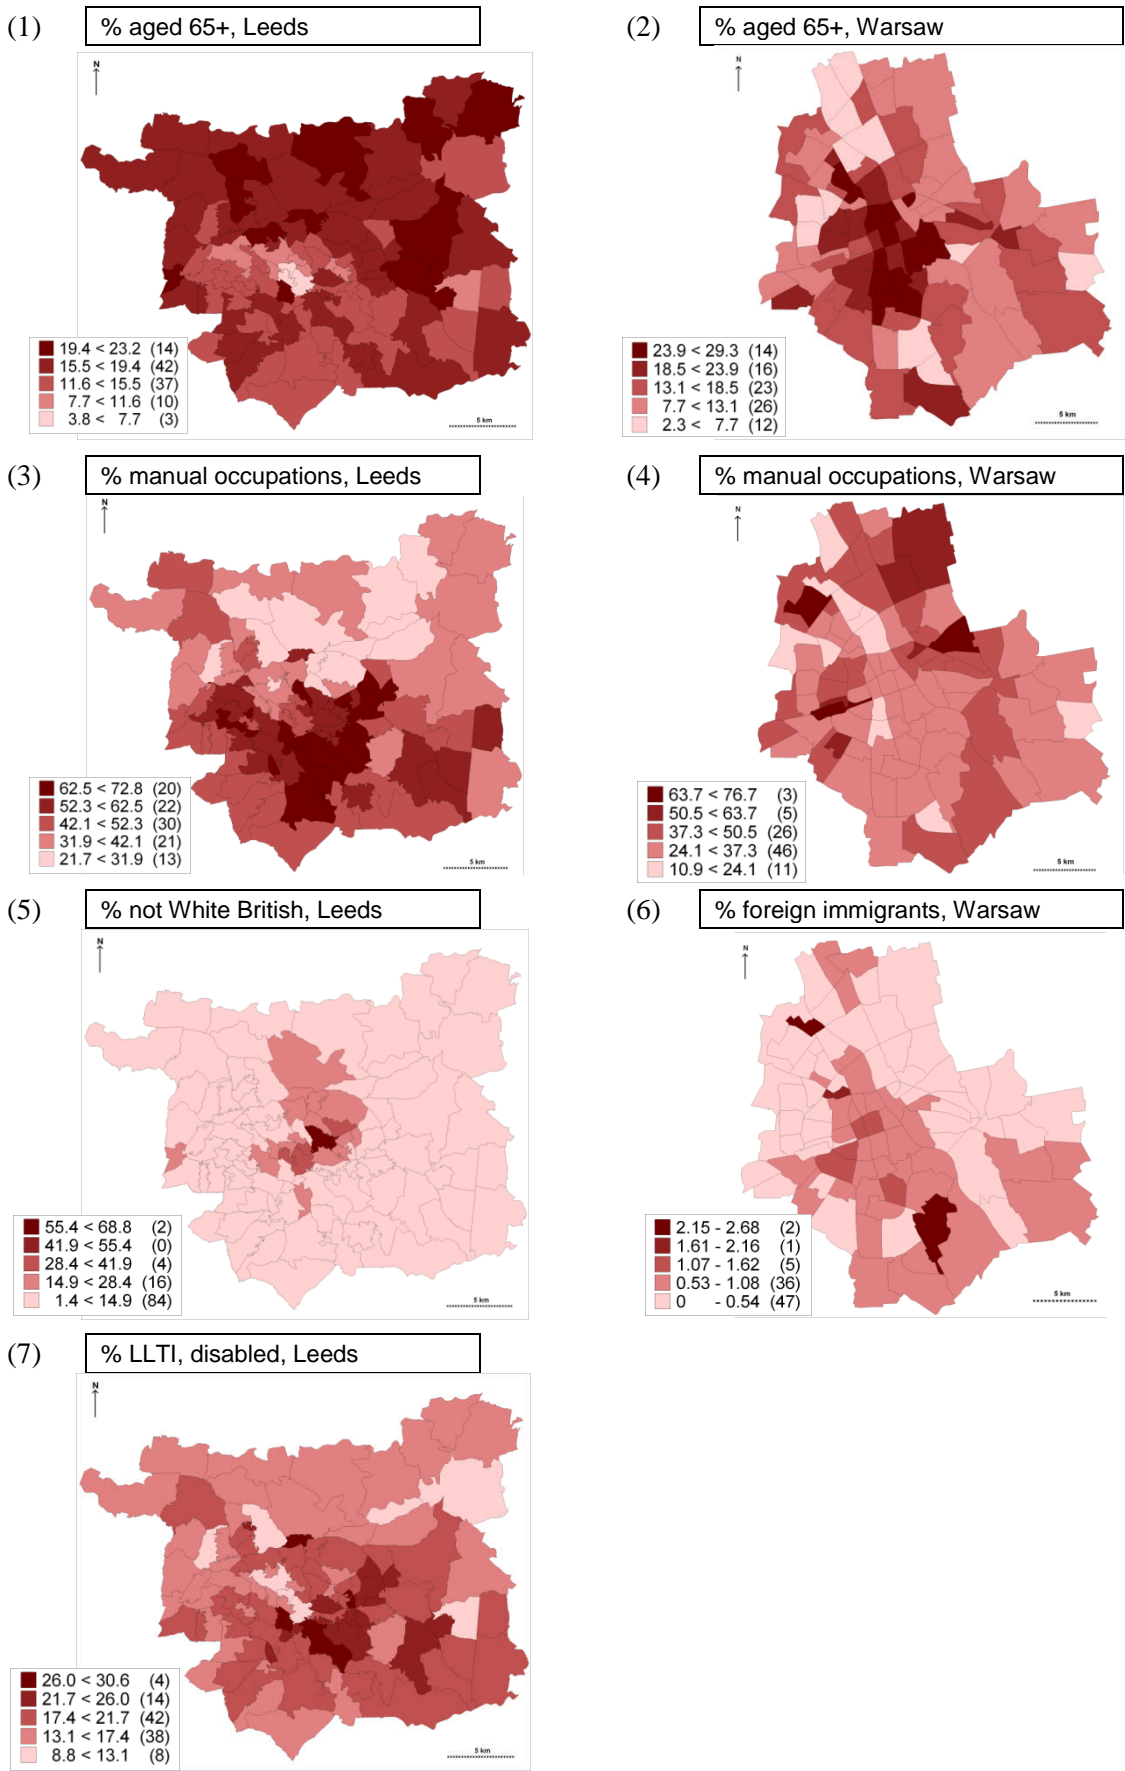 (1) % aged 65+, Leeds
N
19.4 < 23.2 (14)
15.5 < 19.4 (42)
11.6 < 15.5 (37)
7.7 < 11.6 (10)
3.8 < 7.7 (3)
5 km
(2) % aged 65+, Warsaw
N
23.9 < 29.3 (14)
18.5 < 23.9 (16)
13.1 < 18.5 (23)
7.7 < 13.1 (26)
2.3 < 7.7 (12)
5 km
(3) % manual occupations, Leeds
N
62.5 < 72.8 (20)
52.3 < 62.5 (22)
42.1 < 52.3 (30)
31.9 < 42.1 (21)
21.7 < 31.9 (13)
5 km
(4) % manual occupations, Warsaw
N
63.7 < 76.7 (3)
50.5 < 63.7 (5)
37.3 < 50.5 (26)
24.1 < 37.3 (46)
10.9 < 24.1 (11)
5 km
(5) % not White British, Leeds
N
55.4 < 68.8 (2)
41.9 < 55.4 (0)
28.4 < 41.9 (4)
14.9 < 28.4 (16)
1.4 < 14.9 (84)
5 km
(6) % foreign immigrants, Warsaw
N
2.15 - 2.68 (2)
1.61 - 2.16 (1)
1.07 - 1.62 (5)
0.53 - 1.08 (36)
0 - 0.54 (47)
5 km
(7) % LLTI, disabled, Leeds
N
26.0 < 30.6 (4)
21.7 < 26.0 (14)
17.4 < 21.7 (42)
13.1 < 17.4 (38)
8.8 < 13.1 (8)
5 km